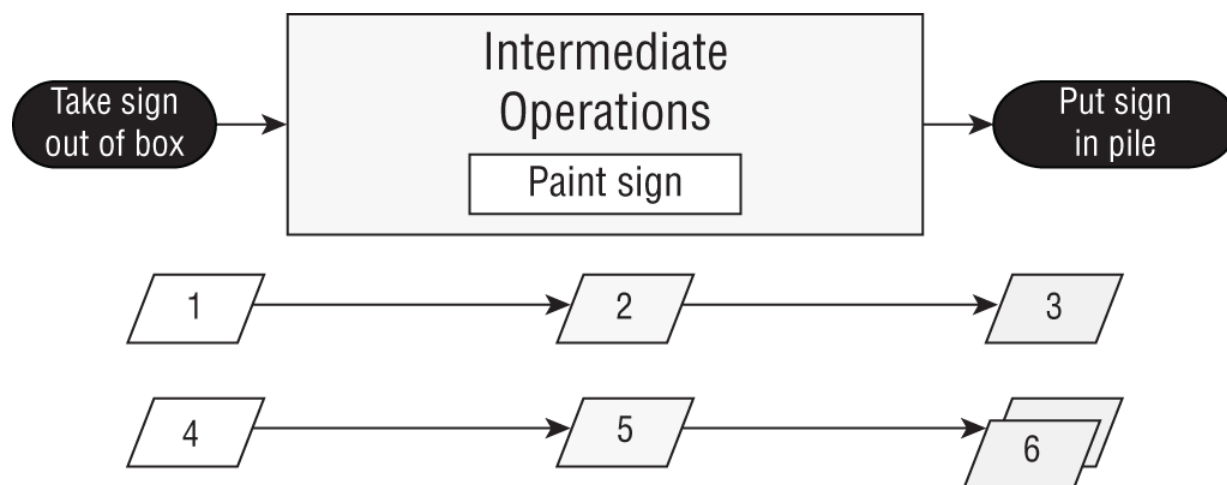 Take sign
out of box
Intermediate
Operations
Paint sign
Put sign
in pile
1
2
3
4
5
6